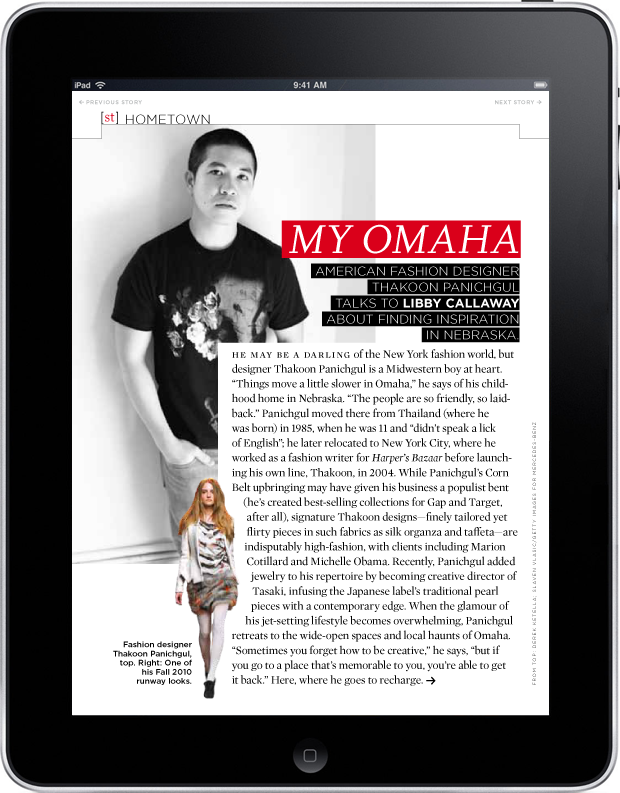 iPad 9:41 AM
← PREVIOUS STORY NEXT STORY →
[st] HOMETOWN
MY OMAHA
AMERICAN FASHION DESIGNER
THAKOON PANICHGUL
TALKS TO LIBBY CALLAWAY
ABOUT FINDING INSPIRATION
IN NEBRASKA.
HE MAY BE A DARLING of the New York fashion world, but
designer Thakoon Panichgul is a Midwestern boy at heart.
“Things move a little slower in Omaha,” he says of his child-
hood home in Nebraska. “The people are so friendly, so laid-
back.” Panichgul moved there from Thailand (where he
was born) in 1985, when he was 11 and “didn’t speak a lick
of English”; he later relocated to New York City, where he
worked as a fashion writer for Harper’s Bazaar before launch-
ing his own line, Thakoon, in 2004. While Panichgul’s Corn
Belt upbringing may have given his business a populist bent
(he’s created best-selling collections for Gap and Target,
after all), signature Thakoon designs—finely tailored yet
flirty pieces in such fabrics as silk organza and taffeta—are
indisputably high-fashion, with clients including Marion
Cotillard and Michelle Obama. Recently, Panichgul added
jewelry to his repertoire by becoming creative director of
Tasaki, infusing the Japanese label’s traditional pearl
pieces with a contemporary edge. When the glamour of
his jet-setting lifestyle becomes overwhelming, Panichgul
retreats to the wide-open spaces and local haunts of Omaha.
“Sometimes you forget how to be creative,” he says, “but if
you go to a place that’s memorable to you, you’re able to get
it back.” Here, where he goes to recharge. →
Fashion designer
Thakoon Panichgul,
top. Right: One of
his Fall 2010
runway looks.
FROM TOP: DEREK KETELLA; SLAVEN VLASIC/GETTY IMAGES FOR MERCEDES-BENZ